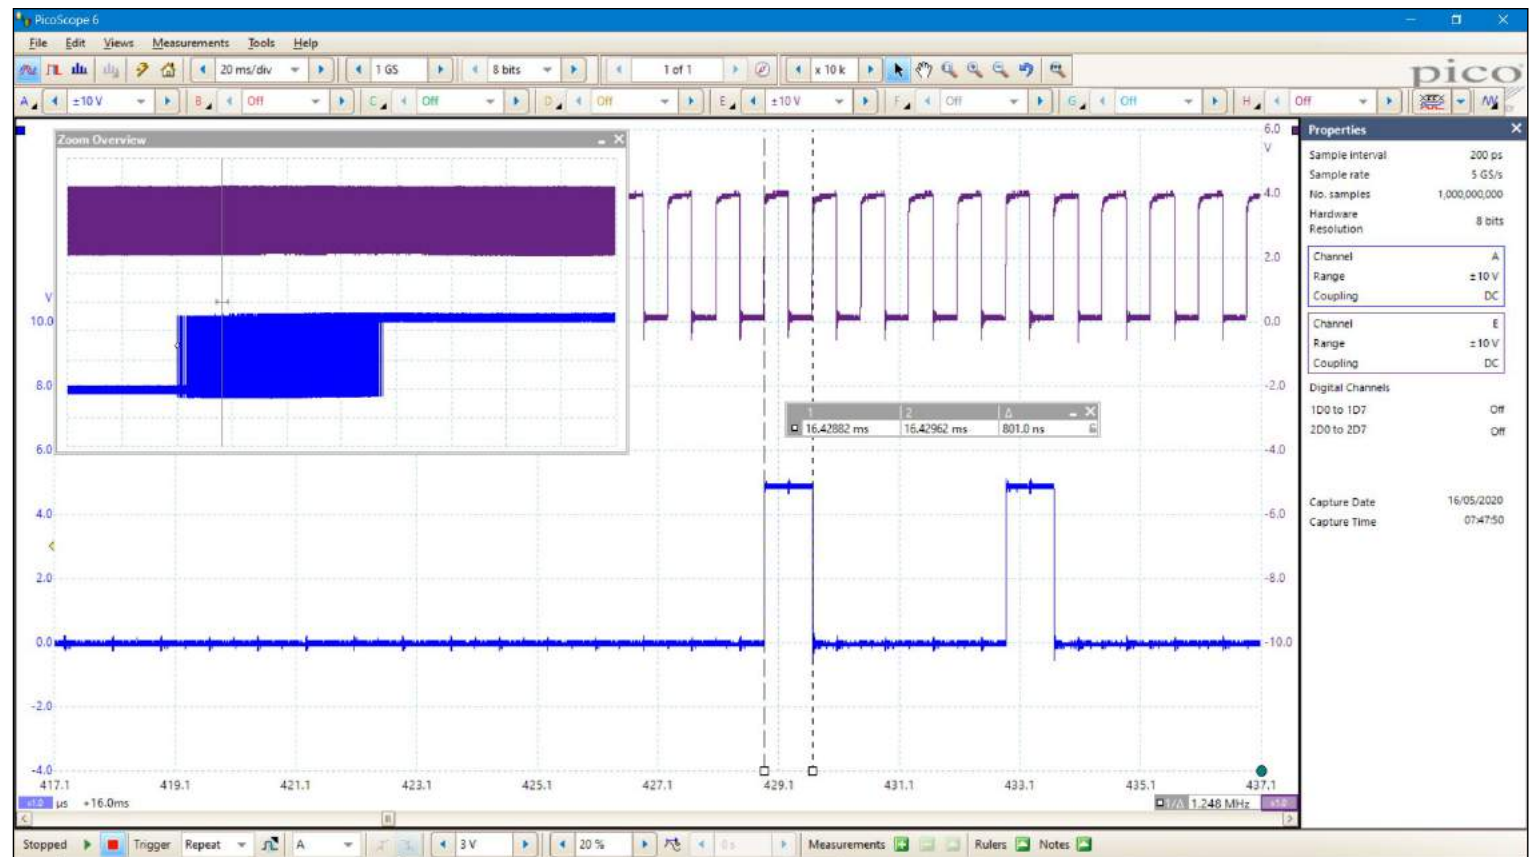 PicoScope 6
File Edit Views Measurements Tools Help
20 ms/div 1 GS 8 bits 1 of 1 x 10 k
pico
A ±10 V B Off C Off D Off E ±10 V F Off G Off H Off
Zoom Overview
V
10.0
8.0
6.0
4.0
2.0
0.0
-2.0
-4.0
6.0
V
4.0
2.0
0.0
-2.0
-4.0
-6.0
-8.0
-10.0
1 2 Δ
16.42882 ms 16.42962 ms 801.0 ns
417.1 419.1 421.1 423.1 425.1 427.1 429.1 431.1 433.1 435.1 437.1
x1.0 µs +16.0ms
1/Δ 1.248 MHz x1.0
Properties
Sample interval 200 ps
Sample rate 5 GS/s
No. samples 1,000,000,000
Hardware
Resolution 8 bits
Channel A
Range ±10 V
Coupling DC
Channel E
Range ±10 V
Coupling DC
Digital Channels
1D0 to 1D7 Off
2D0 to 2D7 Off
Capture Date 16/05/2020
Capture Time 07:47:50
Stopped Trigger Repeat A 3 V 20 % 0 s Measurements Rulers Notes